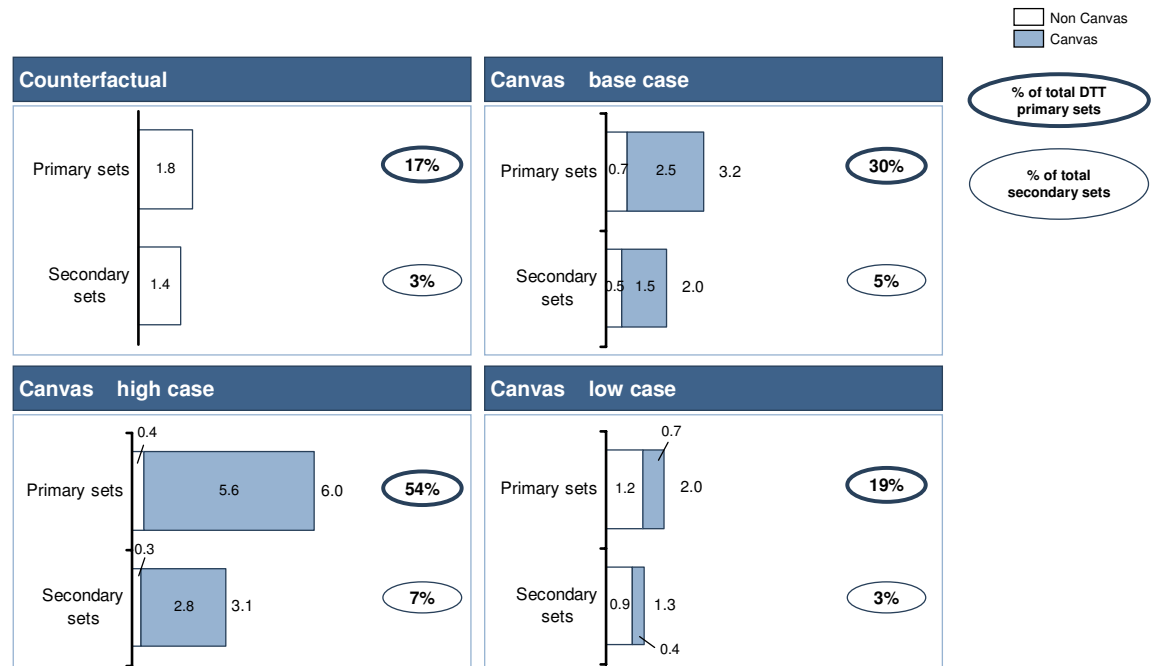 Non Canvas
Canvas
% of total DTT
primary sets
% of total
secondary sets
Counterfactual
Primary sets
1.8
17%
Secondary
sets
1.4
3%
Canvas base case
Primary sets
0.7
2.5
3.2
30%
Secondary
sets
0.5
1.5
2.0
5%
Canvas high case
0.4
Primary sets
5.6
6.0
54%
0.3
Secondary
sets
2.8
3.1
7%
Canvas low case
0.7
Primary sets
1.2
2.0
19%
Secondary
sets
0.9
1.3
0.4
3%